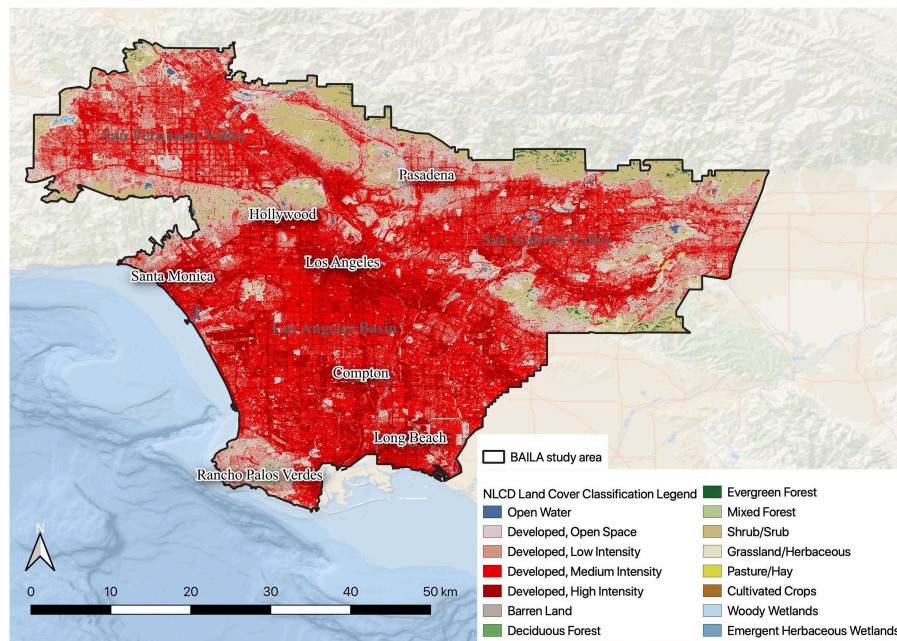 San Fernando Valley
Pasadena
Hollywood
San Gabriel Valley
Los Angeles
Santa Monica
Los Angeles Basin
Compton
Long Beach
Rancho Palos Verdes
BAILA study area
NLCD Land Cover Classification Legend
Open Water
Developed, Open Space
Developed, Low Intensity
Developed, Medium Intensity
Developed, High Intensity
Barren Land
Deciduous Forest
Evergreen Forest
Mixed Forest
Shrub/Srub
Grassland/Herbaceous
Pasture/Hay
Cultivated Crops
Woody Wetlands
Emergent Herbaceous Wetlands
N
0 10 20 30 40 50 km